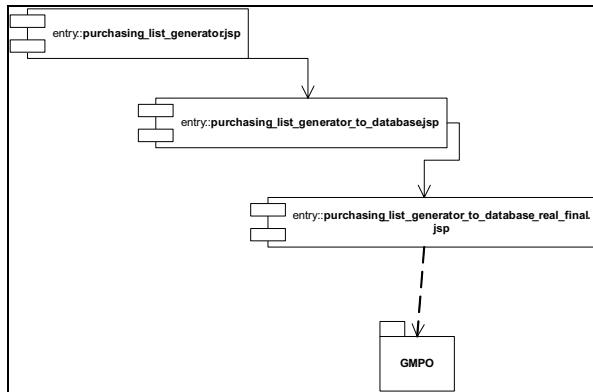 entry::purchasing_list_generator.jsp
entry::purchasing_list_generator_to_database.jsp
entry::purchasing_list_generator_to_database_real_final.
jsp
GMPO